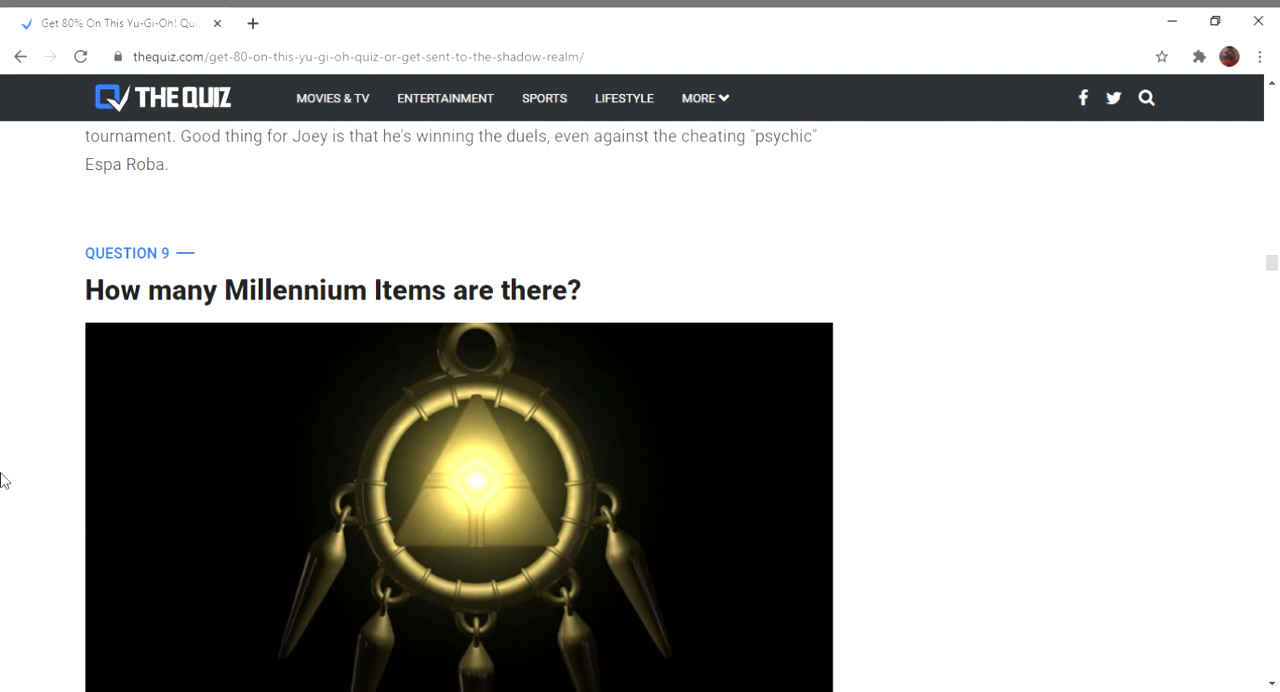 Get 80% On This Yu-Gi-Oh! Qu
thequiz.com/get-80-on-this-yu-gi-oh-quiz-or-get-sent-to-the-shadow-realm/
THE QUIZ MOVIES & TV ENTERTAINMENT SPORTS LIFESTYLE MORE
tournament. Good thing for Joey is that he's winning the duels, even against the cheating "psychic"
Espa Roba.
QUESTION 9 —
How many Millennium Items are there?